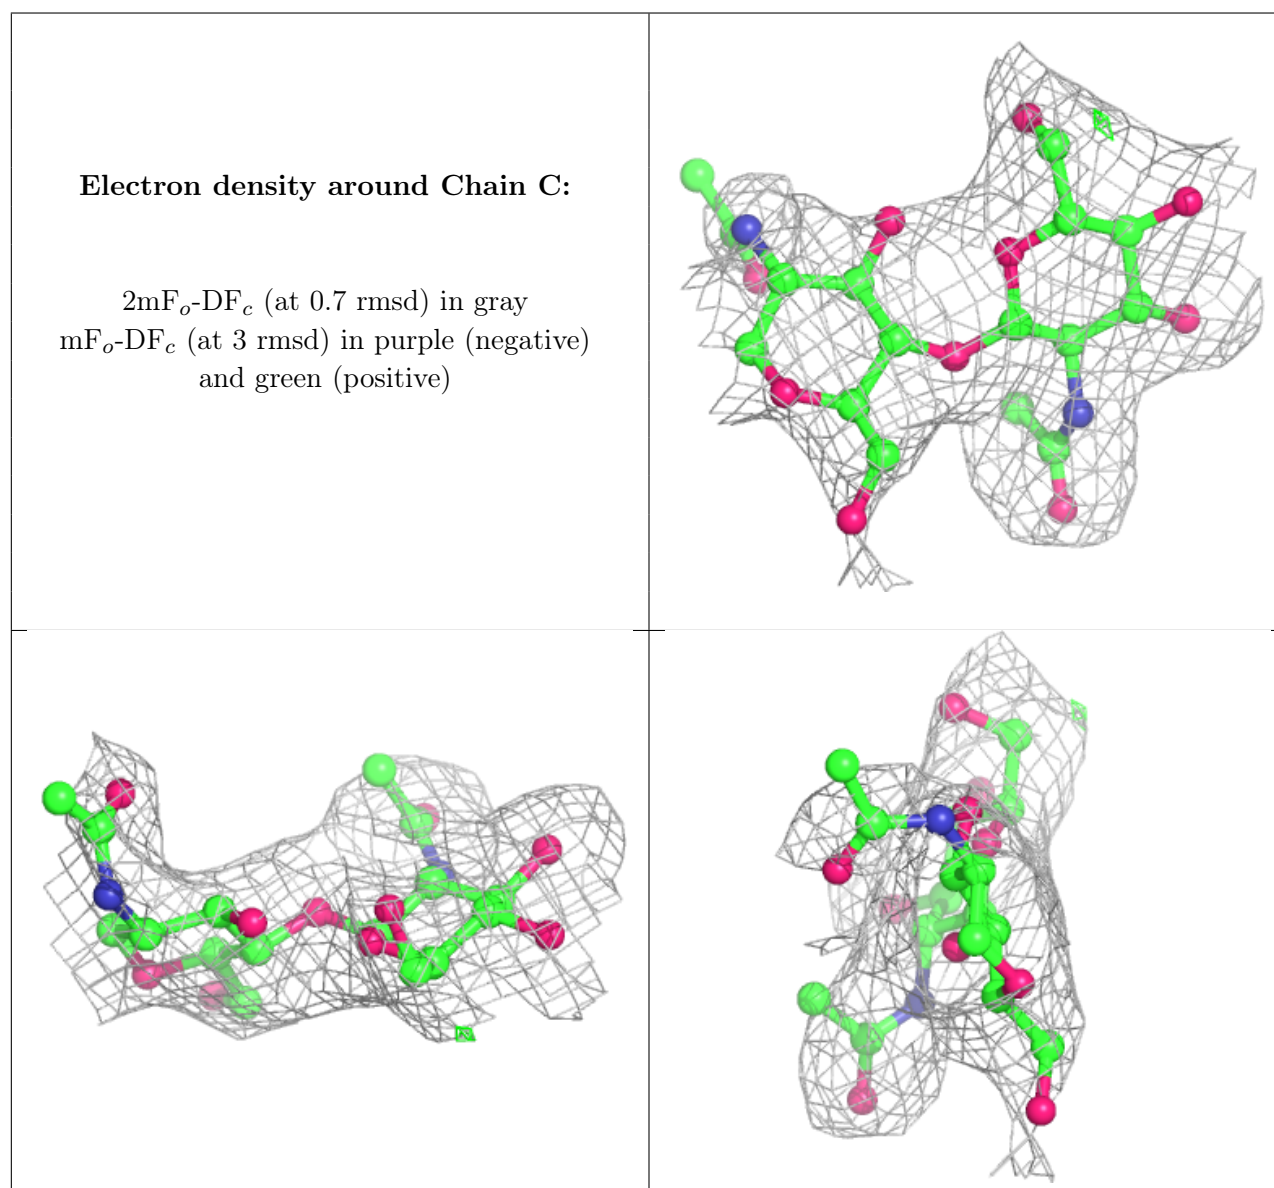 Electron density around Chain C:
2mFo-DFc (at 0.7 rmsd) in gray
mFo-DFc (at 3 rmsd) in purple (negative)
and green (positive)